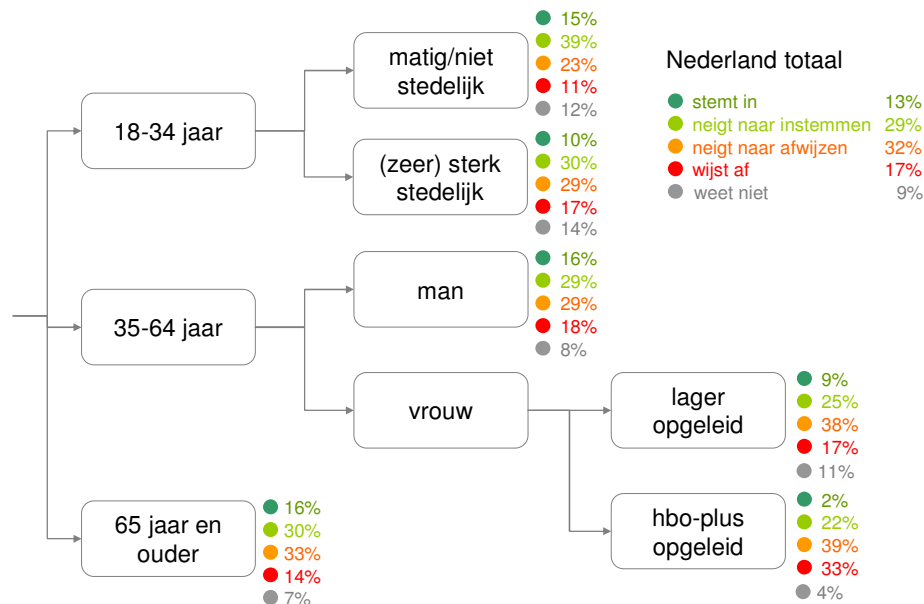 15%
39%
23%
11%
12%
matig/niet
stedelijk
Nederland totaal
stemt in 13%
neigt naar instemmen 29%
neigt naar afwijzen 32%
wijst af 17%
weet niet 9%
18-34 jaar
10%
30%
29%
17%
14%
(zeer) sterk
stedelijk
16%
29%
29%
18%
8%
man
35-64 jaar
vrouw
lager
opgeleid
9%
25%
38%
17%
11%
65 jaar en
ouder
16%
30%
33%
14%
7%
hbo-plus
opgeleid
2%
22%
39%
33%
4%